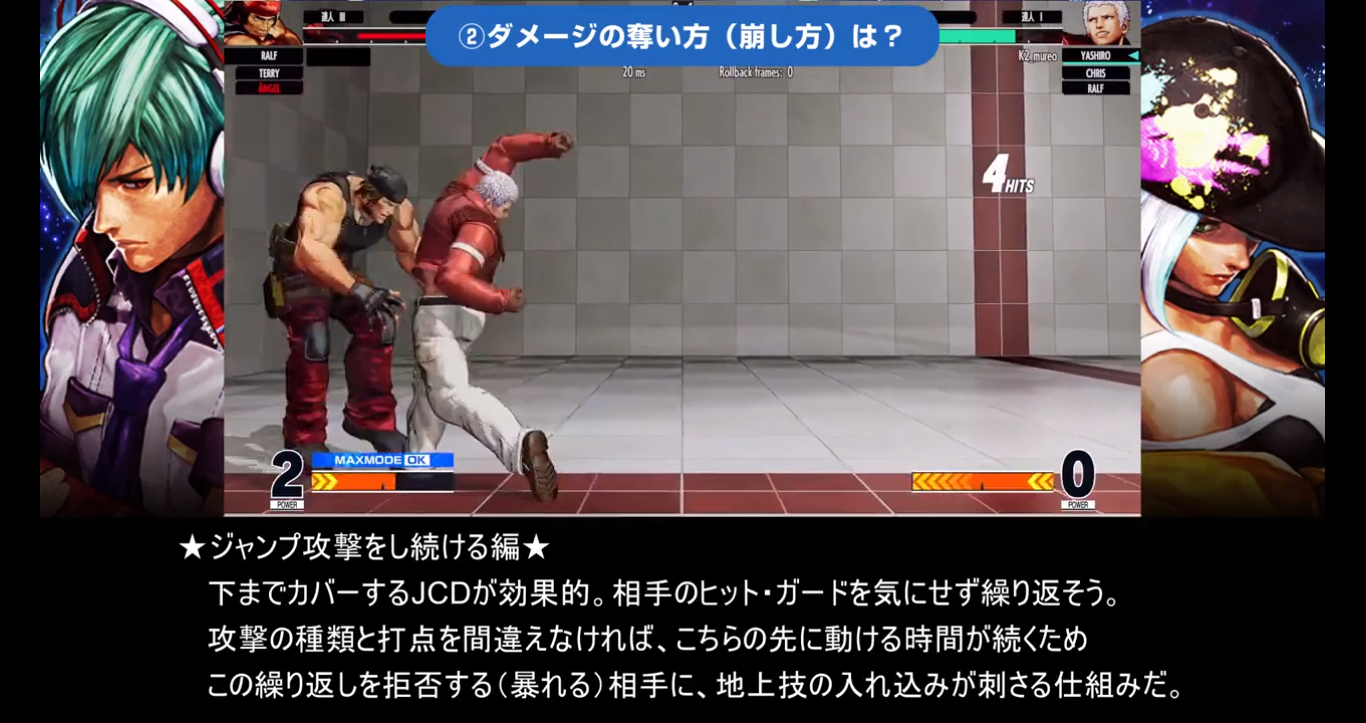 ②ダメージの奪い方（崩し方）は？
達人 III
達人 I
RALF
TERRY
ÁNGEL
20 ms
Rollback frames: 0
K2_mureo
YASHIRO
CHRIS
RALF
4 HITS
2
POWER
MAXMODE OK
0
POWER
★ジャンプ攻撃をし続ける編★
下までカバーするJCDが効果的。相手のヒット・ガードを気にせず繰り返そう。
攻撃の種類と打点を間違えなければ、こちらの先に動ける時間が続くため
この繰り返しを拒否する（暴れる）相手に、地上技の入れ込みが刺さる仕組みだ。